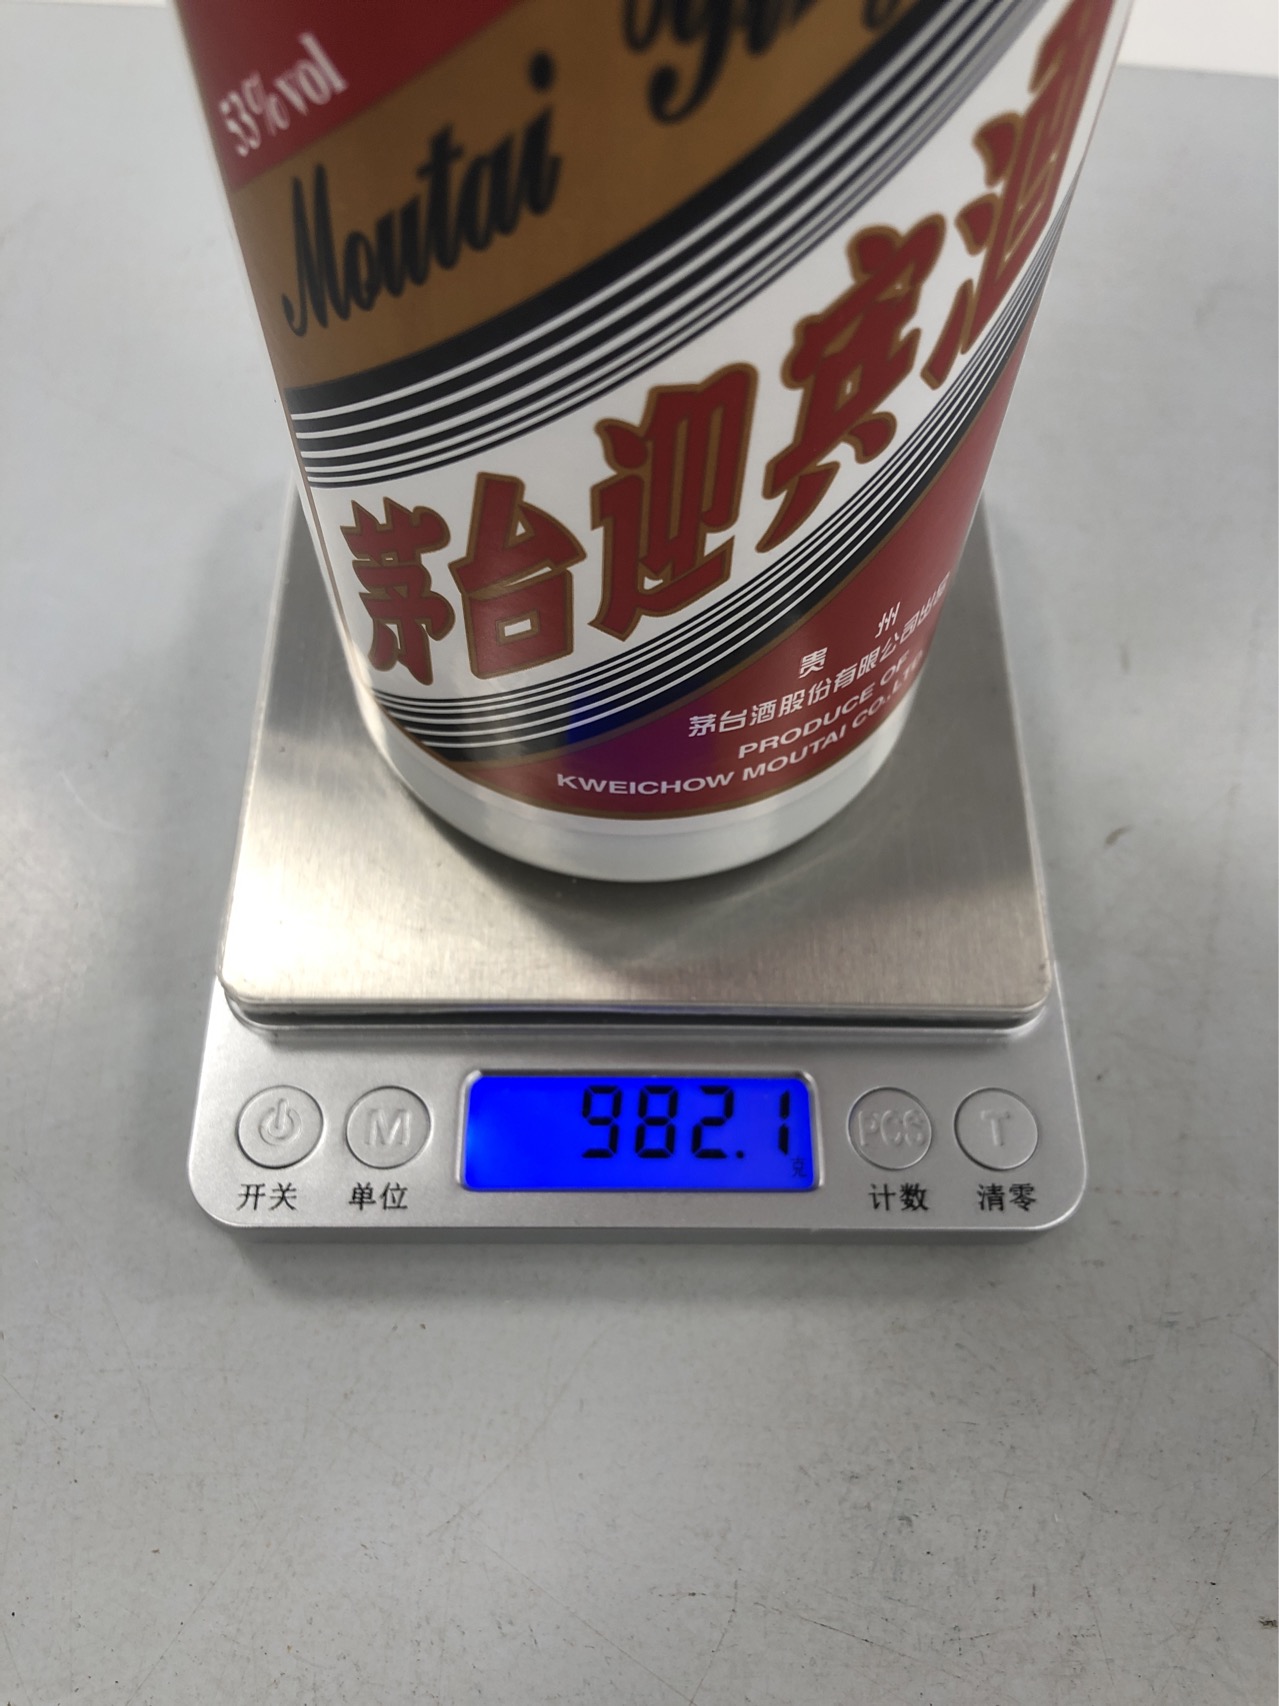 53% vol
Moutai
茅台迎宾酒
贵州
茅台酒股份有限公司出品
PRODUCE OF
KWEICHOW MOUTAI CO.,LTD
982.1
克
M
PCS
T
开关
单位
计数
清零